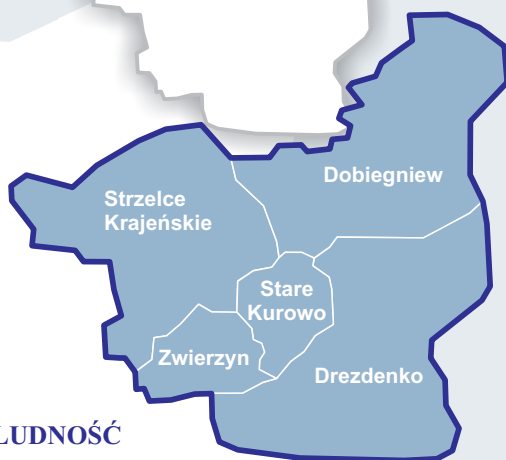 Dobiegniew
Strzelce
Krajeńskie
Stare
Kurowo
Zwierzyn
Drezdenko
LUDNOŚĆ